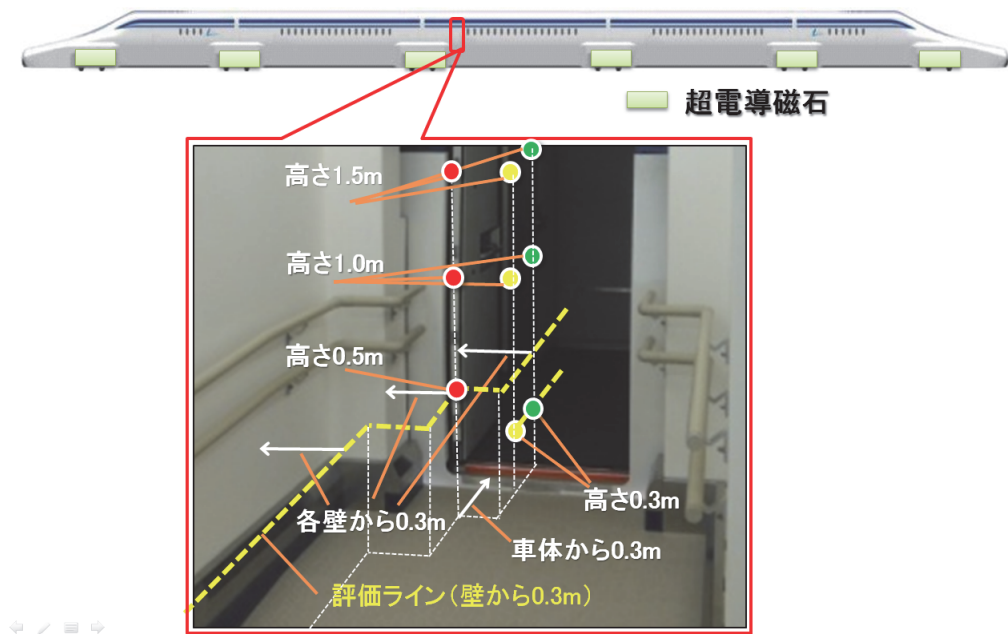 超電導磁石
高さ1.5m
高さ1.0m
高さ0.5m
高さ0.3m
各壁から0.3m
車体から0.3m
評価ライン(壁から0.3m)